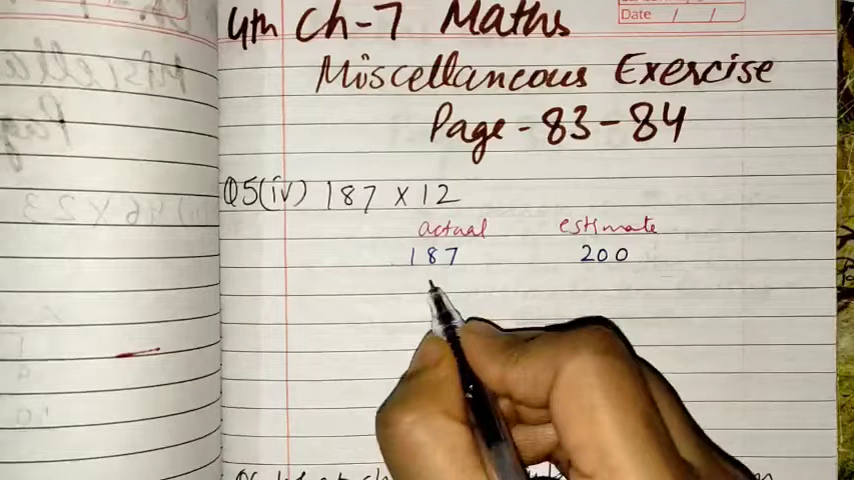 4th Ch-7 Maths
Date / /
Miscellaneous Exercise
Page - 83-84
Q5(iv) 187 × 12
actual estimate
187 200